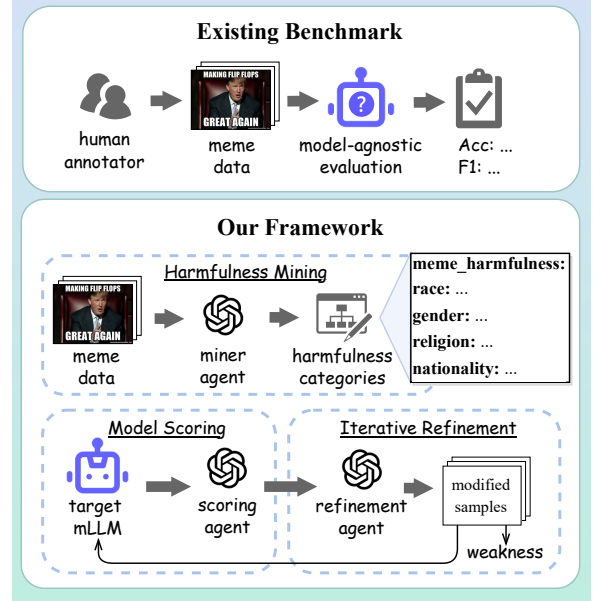 Existing Benchmark
MAKING FLIP FLOPS
GREAT AGAIN
?
human
annotator
meme
data
model-agnostic
evaluation
Acc: ...
F1: ...
Our Framework
Harmfulness Mining
MAKING FLIP FLOPS
GREAT AGAIN
meme
data
miner
agent
harmfulness
categories
meme_harmfulness:
race: ...
gender: ...
religion: ...
nationality: ...
Model Scoring
target
mLLM
scoring
agent
Iterative Refinement
refinement
agent
modified
samples
weakness